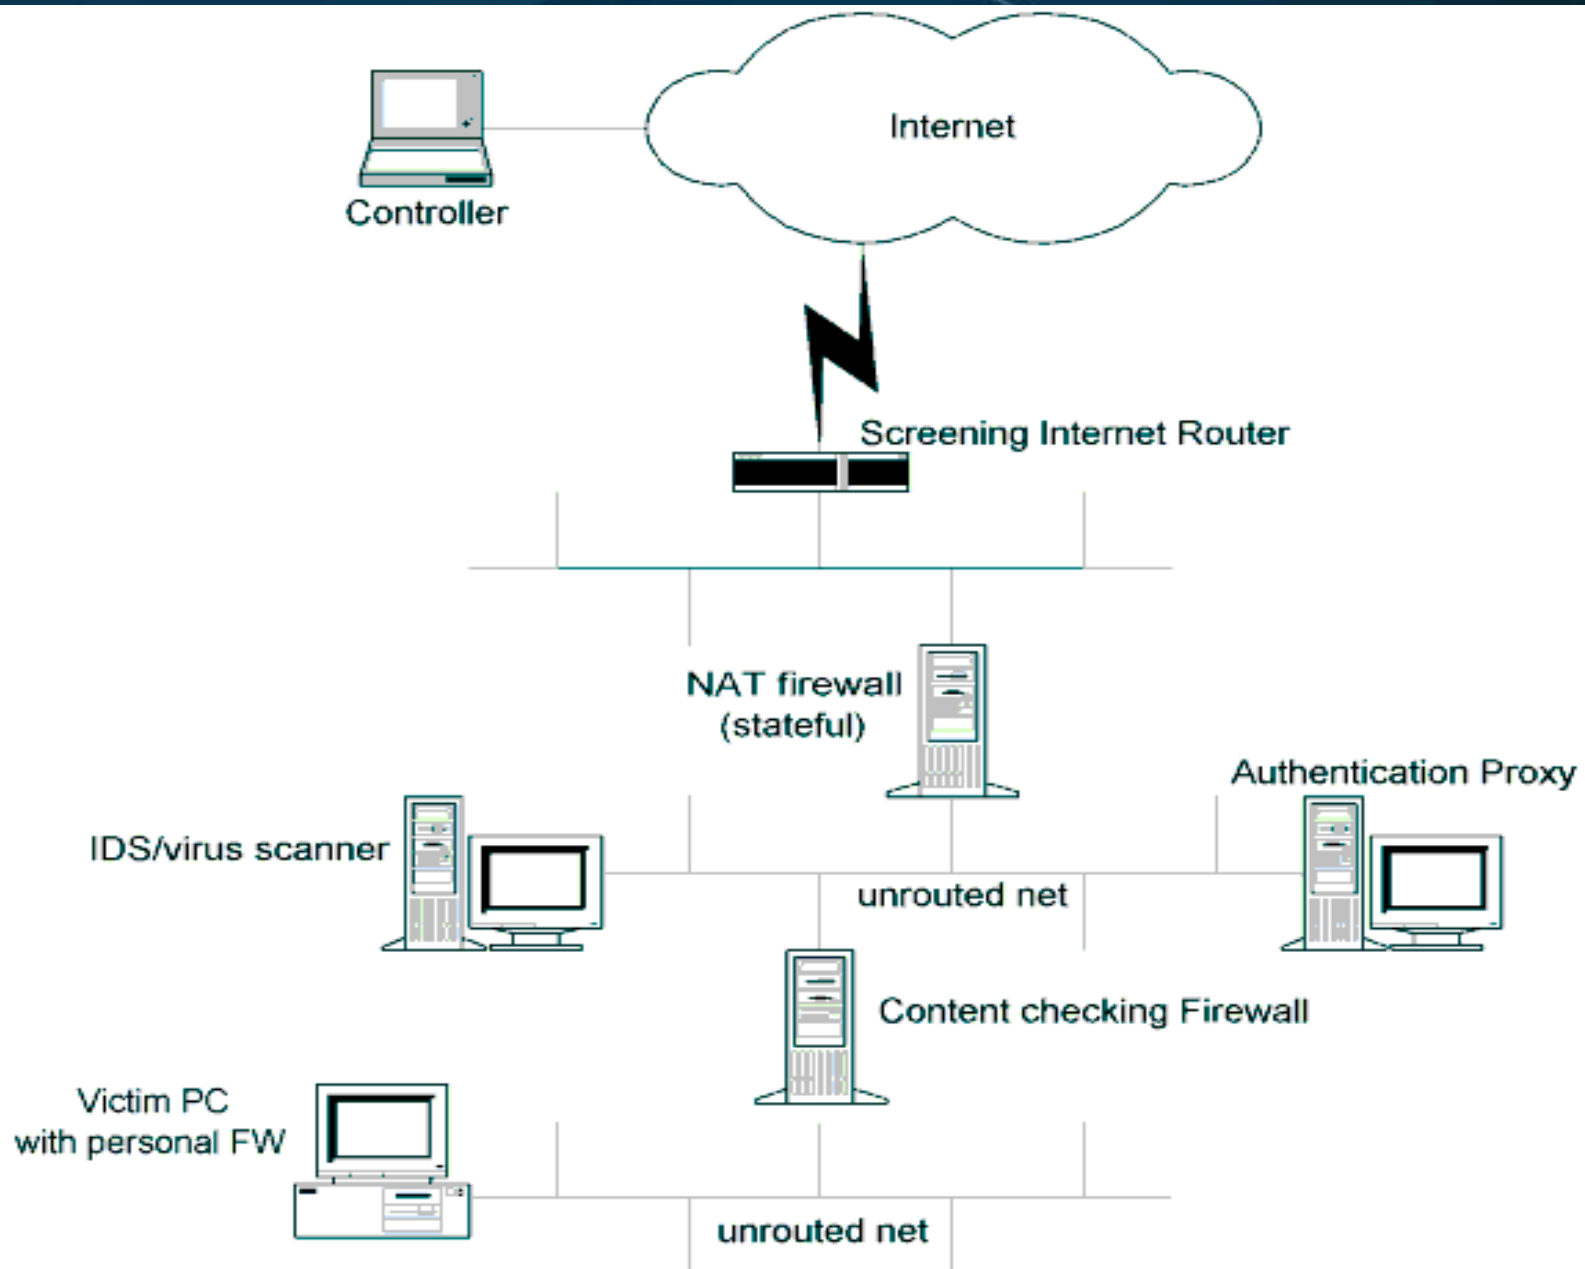 Internet
Controller
Screening Internet Router
NAT firewall
(stateful)
Authentication Proxy
IDS/virus scanner
unrouted net
Content checking Firewall
Victim PC
with personal FW
unrouted net